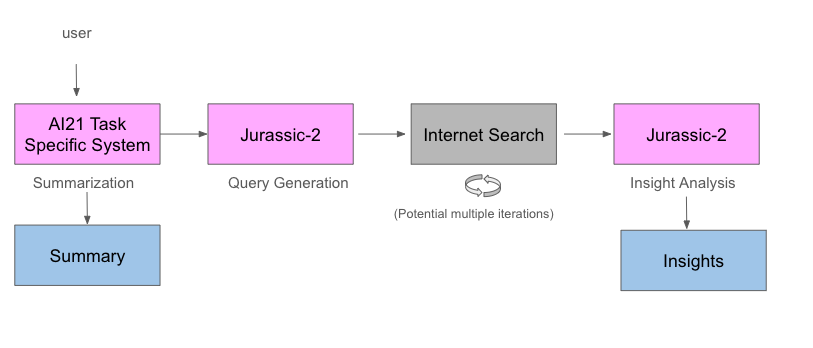 user
AI21 Task
Specific System
Jurassic-2
Internet Search
Jurassic-2
Summarization
Query Generation
Insight Analysis
(Potential multiple iterations)
Summary
Insights